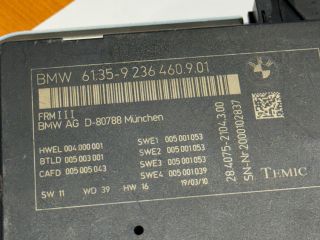 BMW 61.35-9 236 460.9.01
FRM III
BMW AG D-80788 München
HWEL 004.000.001
BTLD 005.003.001
CAFD 005.005.043
SWE1 005.001.053
SWE2 005.001.053
SWE3 005.001.053
SWE4 005.001.039
SW 11 WD 39 HW 16 19/03/10
28.4075-2104.3.00
SN-Nr.2000102837
TEMIC